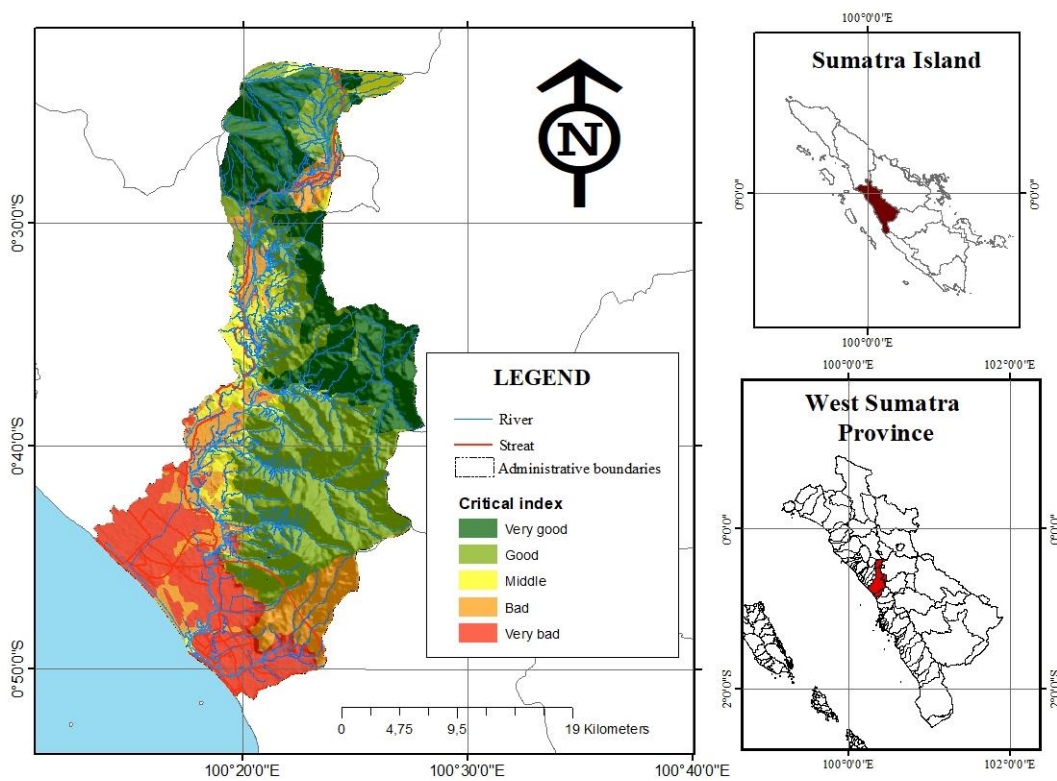 N
0°30'0"S
0°40'0"S
0°50'0"S
100°20'0"E
100°30'0"E
100°40'0"E
LEGEND
River
Streat
Administrative boundaries
Critical index
Very good
Good
Middle
Bad
Very bad
0 4,75 9,5 19 Kilometers
100°0'0"E
Sumatra Island
0°0'0"
0°0'0"
100°0'0"E
100°0'0"E 102°0'0"E
West Sumatra
Province
0°0'0"
2°0'0"S
0°0'0"
2°0'0"S
100°0'0"E 102°0'0"E